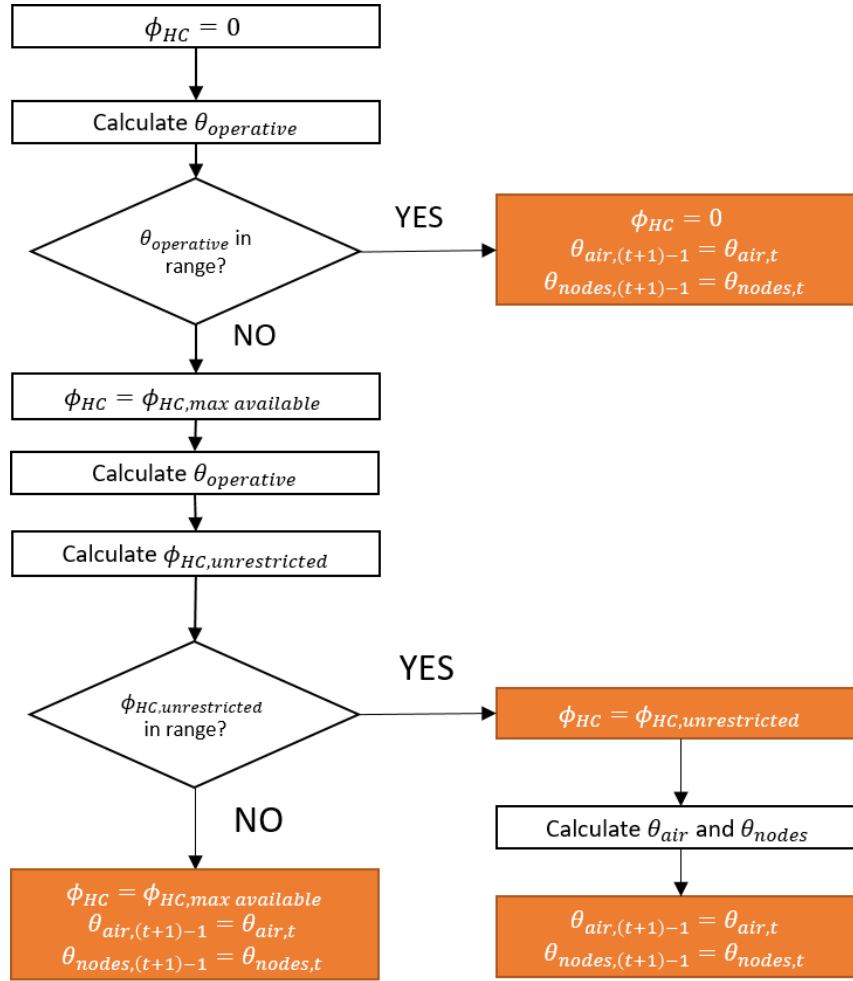 ϕ_HC = 0
Calculate θ_operative
θ_operative in
range?
YES
ϕ_HC = 0
θ_air,(t+1)−1 = θ_air,t
θ_nodes,(t+1)−1 = θ_nodes,t
NO
ϕ_HC = ϕ_HC,max available
Calculate θ_operative
Calculate ϕ_HC,unrestricted
ϕ_HC,unrestricted
in range?
YES
ϕ_HC = ϕ_HC,unrestricted
Calculate θ_air and θ_nodes
θ_air,(t+1)−1 = θ_air,t
θ_nodes,(t+1)−1 = θ_nodes,t
NO
ϕ_HC = ϕ_HC,max available
θ_air,(t+1)−1 = θ_air,t
θ_nodes,(t+1)−1 = θ_nodes,t